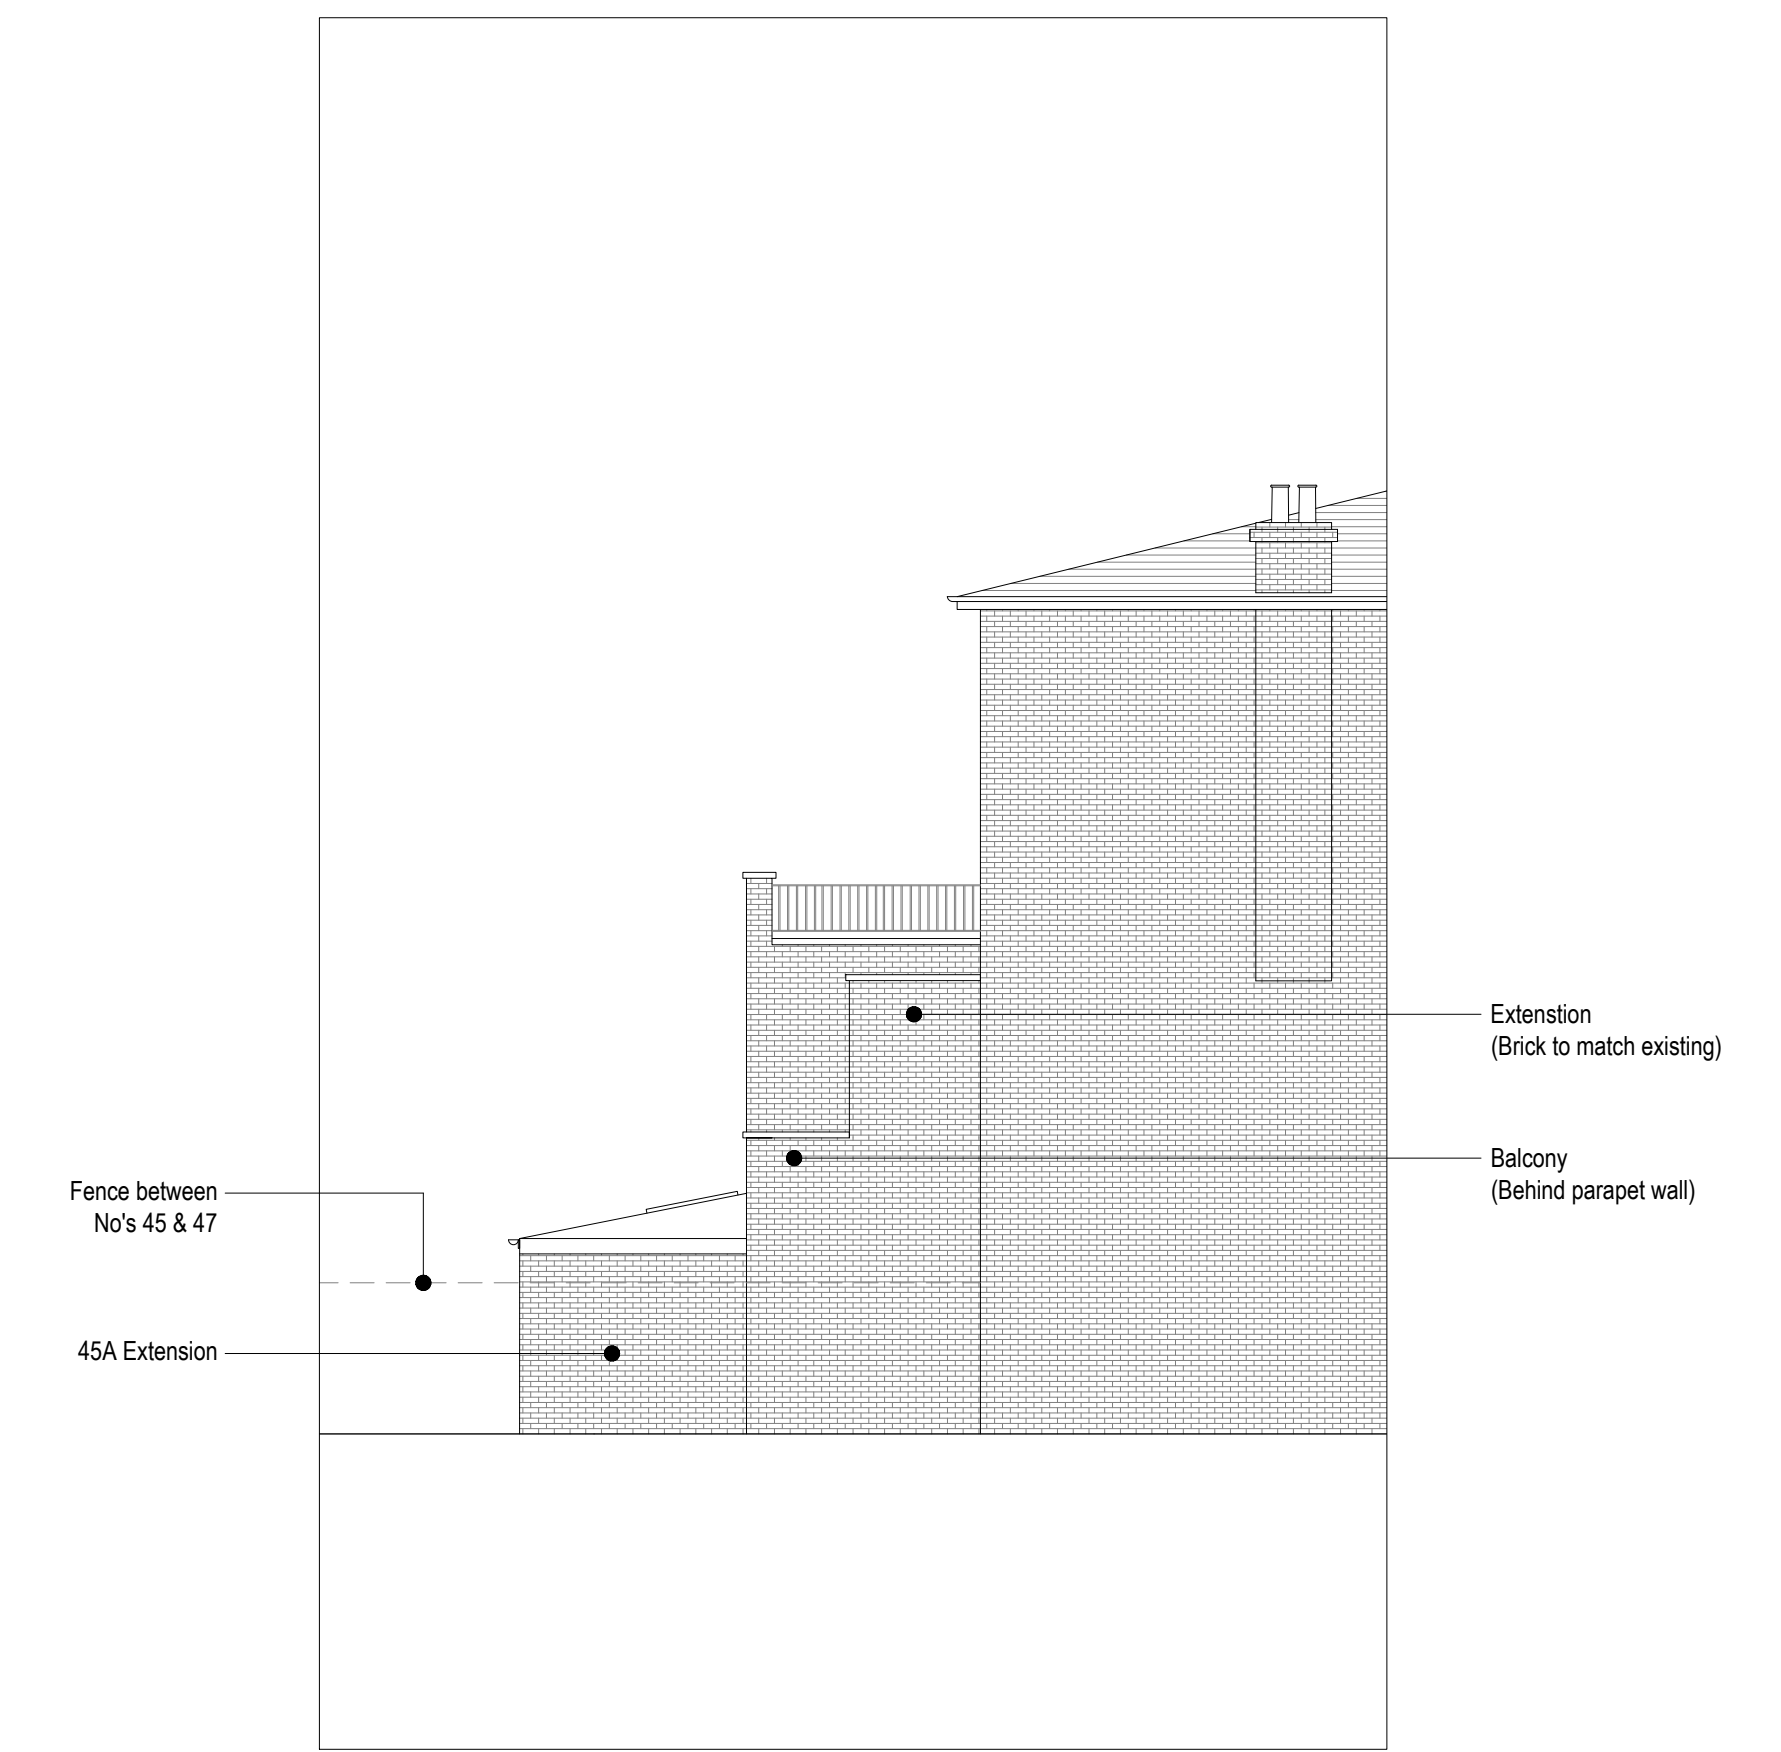 Extenstion
(Brick to match existing)
Balcony
(Behind parapet wall)
Fence between
No's 45 & 47
45A Extension